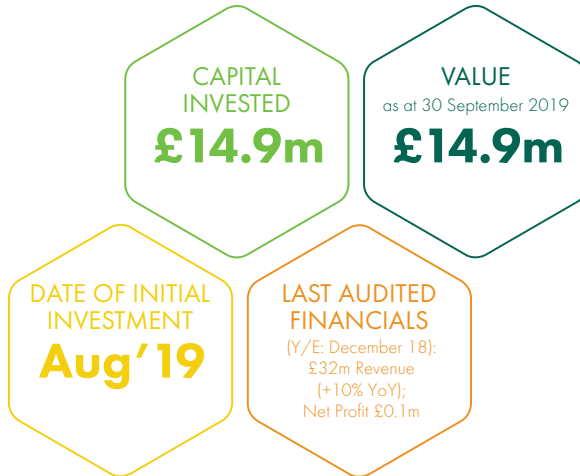 CAPITAL
INVESTED
£14.9m
VALUE
as at 30 September 2019
£14.9m
DATE OF INITIAL
INVESTMENT
Aug’19
LAST AUDITED
FINANCIALS
(Y/E: December 18):
£32m Revenue
(+10% YoY);
Net Profit £0.1m